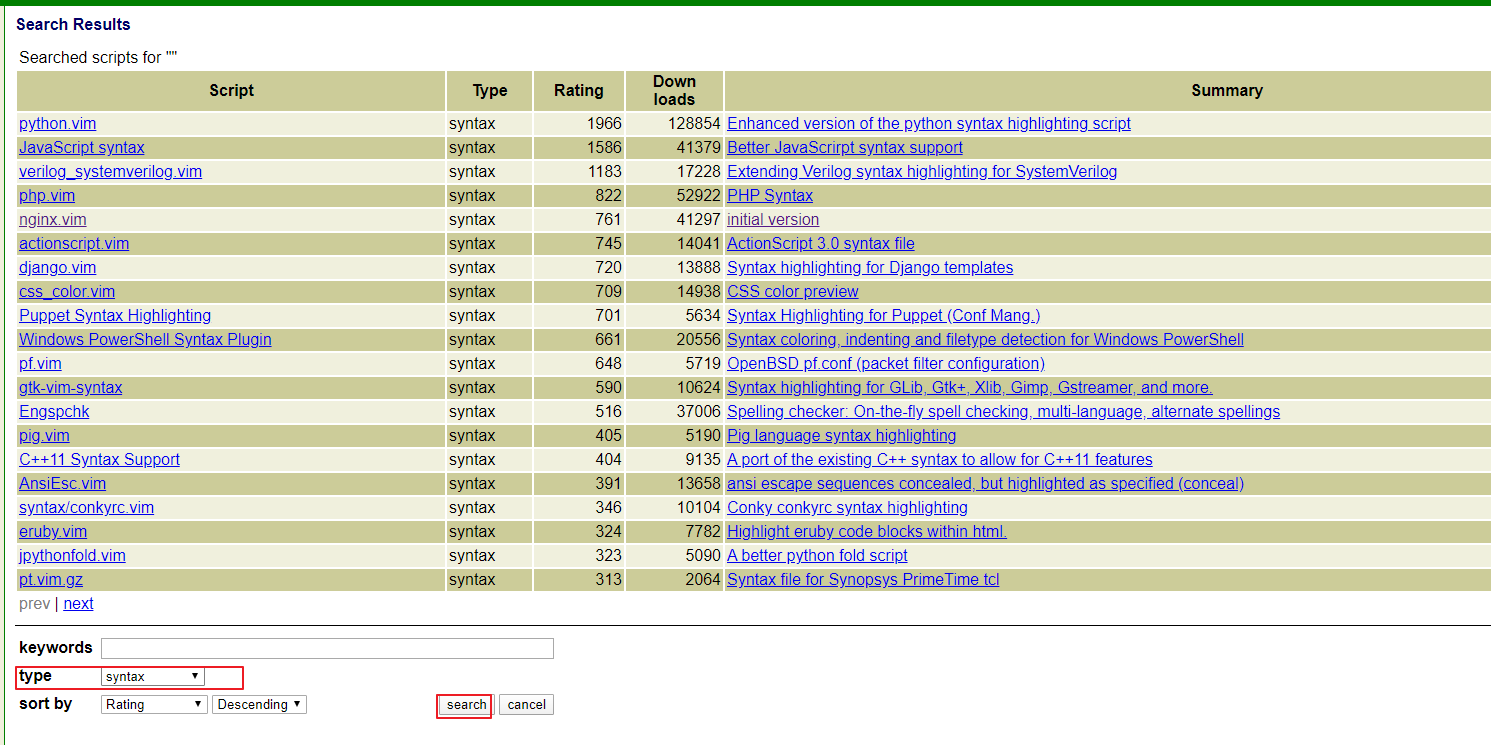 Search Results
Searched scripts for ""
Script Type Rating Down loads Summary
python.vim syntax 1966 128854 Enhanced version of the python syntax highlighting script
JavaScript syntax syntax 1586 41379 Better JavaScrirpt syntax support
verilog_systemverilog.vim syntax 1183 17228 Extending Verilog syntax highlighting for SystemVerilog
php.vim syntax 822 52922 PHP Syntax
nginx.vim syntax 761 41297 initial version
actionscript.vim syntax 745 14041 ActionScript 3.0 syntax file
django.vim syntax 720 13888 Syntax highlighting for Django templates
css_color.vim syntax 709 14938 CSS color preview
Puppet Syntax Highlighting syntax 701 5634 Syntax Highlighting for Puppet (Conf Mang.)
Windows PowerShell Syntax Plugin syntax 661 20556 Syntax coloring, indenting and filetype detection for Windows PowerShell
pf.vim syntax 648 5719 OpenBSD pf.conf (packet filter configuration)
gtk-vim-syntax syntax 590 10624 Syntax highlighting for GLib, Gtk+, Xlib, Gimp, Gstreamer, and more.
Engspchk syntax 516 37006 Spelling checker: On-the-fly spell checking, multi-language, alternate spellings
pig.vim syntax 405 5190 Pig language syntax highlighting
C++11 Syntax Support syntax 404 9135 A port of the existing C++ syntax to allow for C++11 features
AnsiEsc.vim syntax 391 13658 ansi escape sequences concealed, but highlighted as specified (conceal)
syntax/conkyrc.vim syntax 346 10104 Conky conkyrc syntax highlighting
eruby.vim syntax 324 7782 Highlight eruby code blocks within html.
jpythonfold.vim syntax 323 5090 A better python fold script
pt.vim.gz syntax 313 2064 Syntax file for Synopsys PrimeTime tcl
prev | next
keywords
type syntax
sort by Rating Descending search cancel